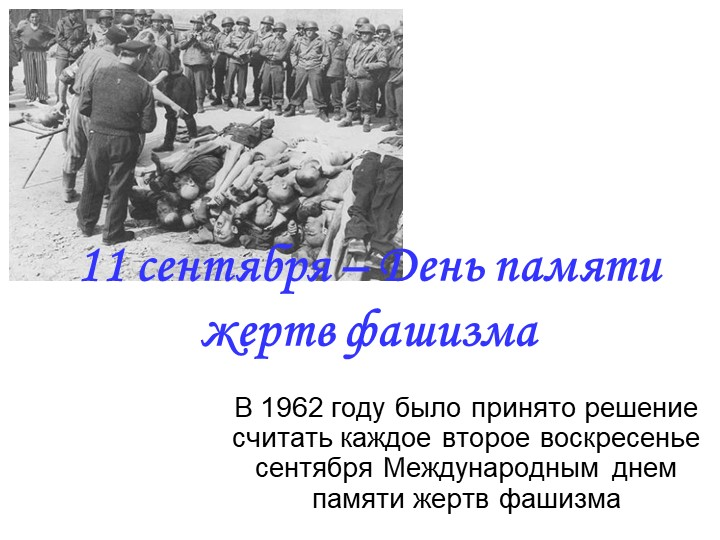 11 сентября – День памяти
жертв фашизма
В 1962 году было принято решение
считать каждое второе воскресенье
сентября Международным днем
памяти жертв фашизма